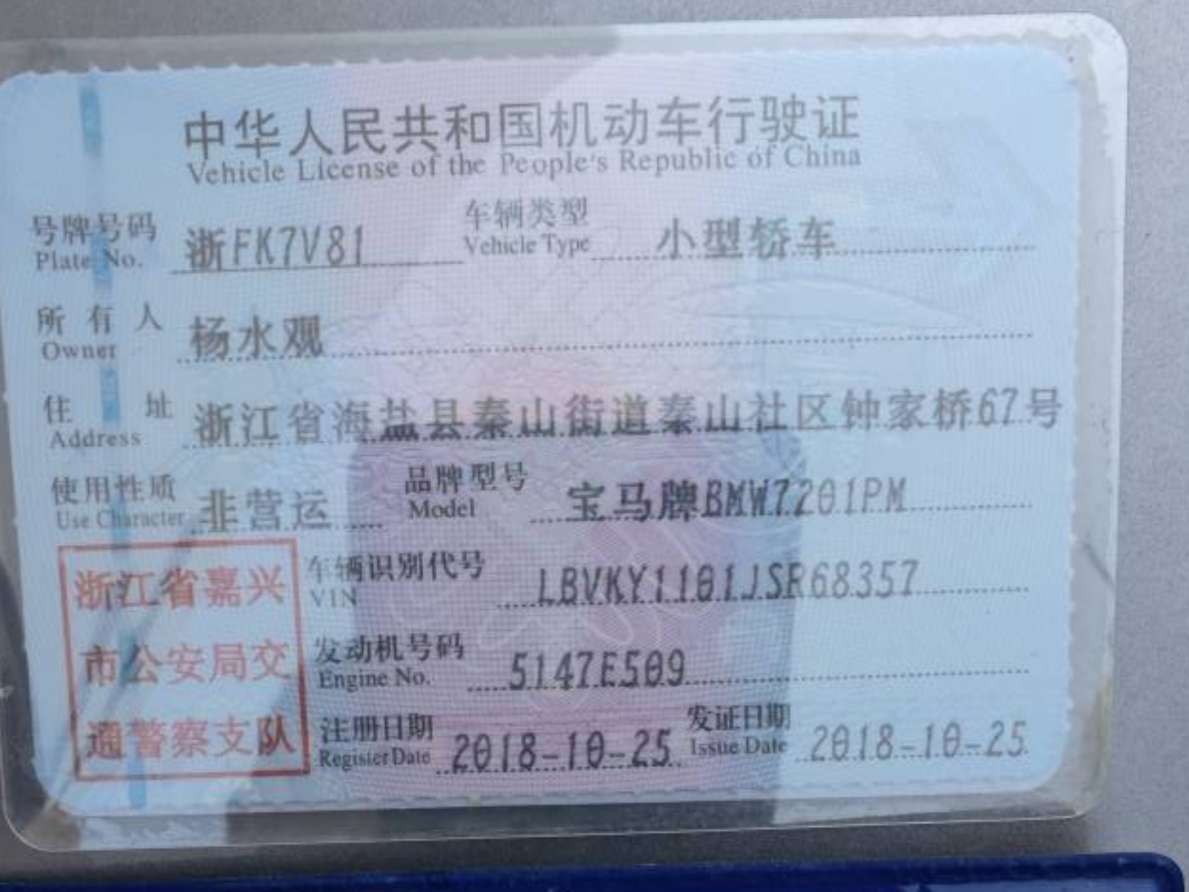 中华人民共和国机动车行驶证
Vehicle License of the People's Republic of China
号牌号码 浙FK7V81 车辆类型 小型轿车
Plate No. Vehicle Type
所有人 杨水观
Owner
住址 浙江省海盐县秦山街道秦山社区钟家桥67号
Address
使用性质 非营运 品牌型号 宝马牌BMW7201PM
Use Character Model
浙江省嘉兴
市公安局交
通警察支队
车辆识别代号 LBVKY1101JSR68357
VIN
发动机号码 5147E509
Engine No.
注册日期 2018-10-25 发证日期 2018-10-25
Register Date Issue Date